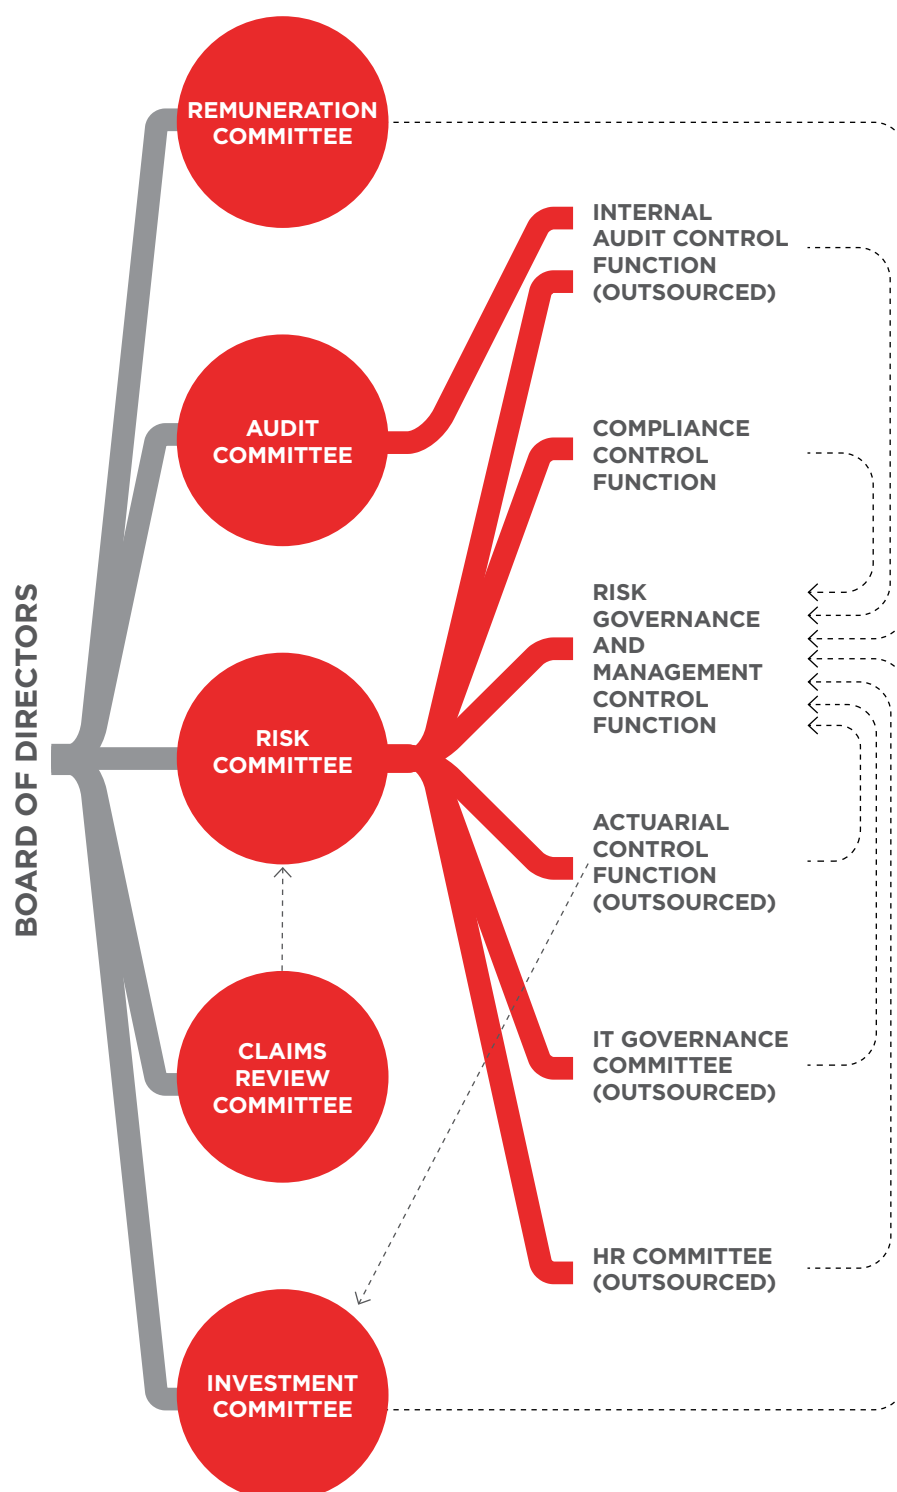 BOARD OF DIRECTORS
REMUNERATION
COMMITTEE
AUDIT
COMMITTEE
RISK
COMMITTEE
CLAIMS
REVIEW
COMMITTEE
INVESTMENT
COMMITTEE
INTERNAL
AUDIT CONTROL
FUNCTION
(OUTSOURCED)
COMPLIANCE
CONTROL
FUNCTION
RISK
GOVERNANCE
AND
MANAGEMENT
CONTROL
FUNCTION
ACTUARIAL
CONTROL
FUNCTION
(OUTSOURCED)
IT GOVERNANCE
COMMITTEE
(OUTSOURCED)
HR COMMITTEE
(OUTSOURCED)